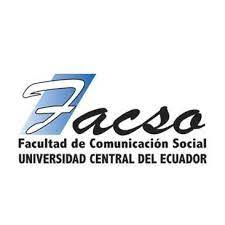 Facso
Facultad de Comunicación Social
UNIVERSIDAD CENTRAL DEL ECUADOR